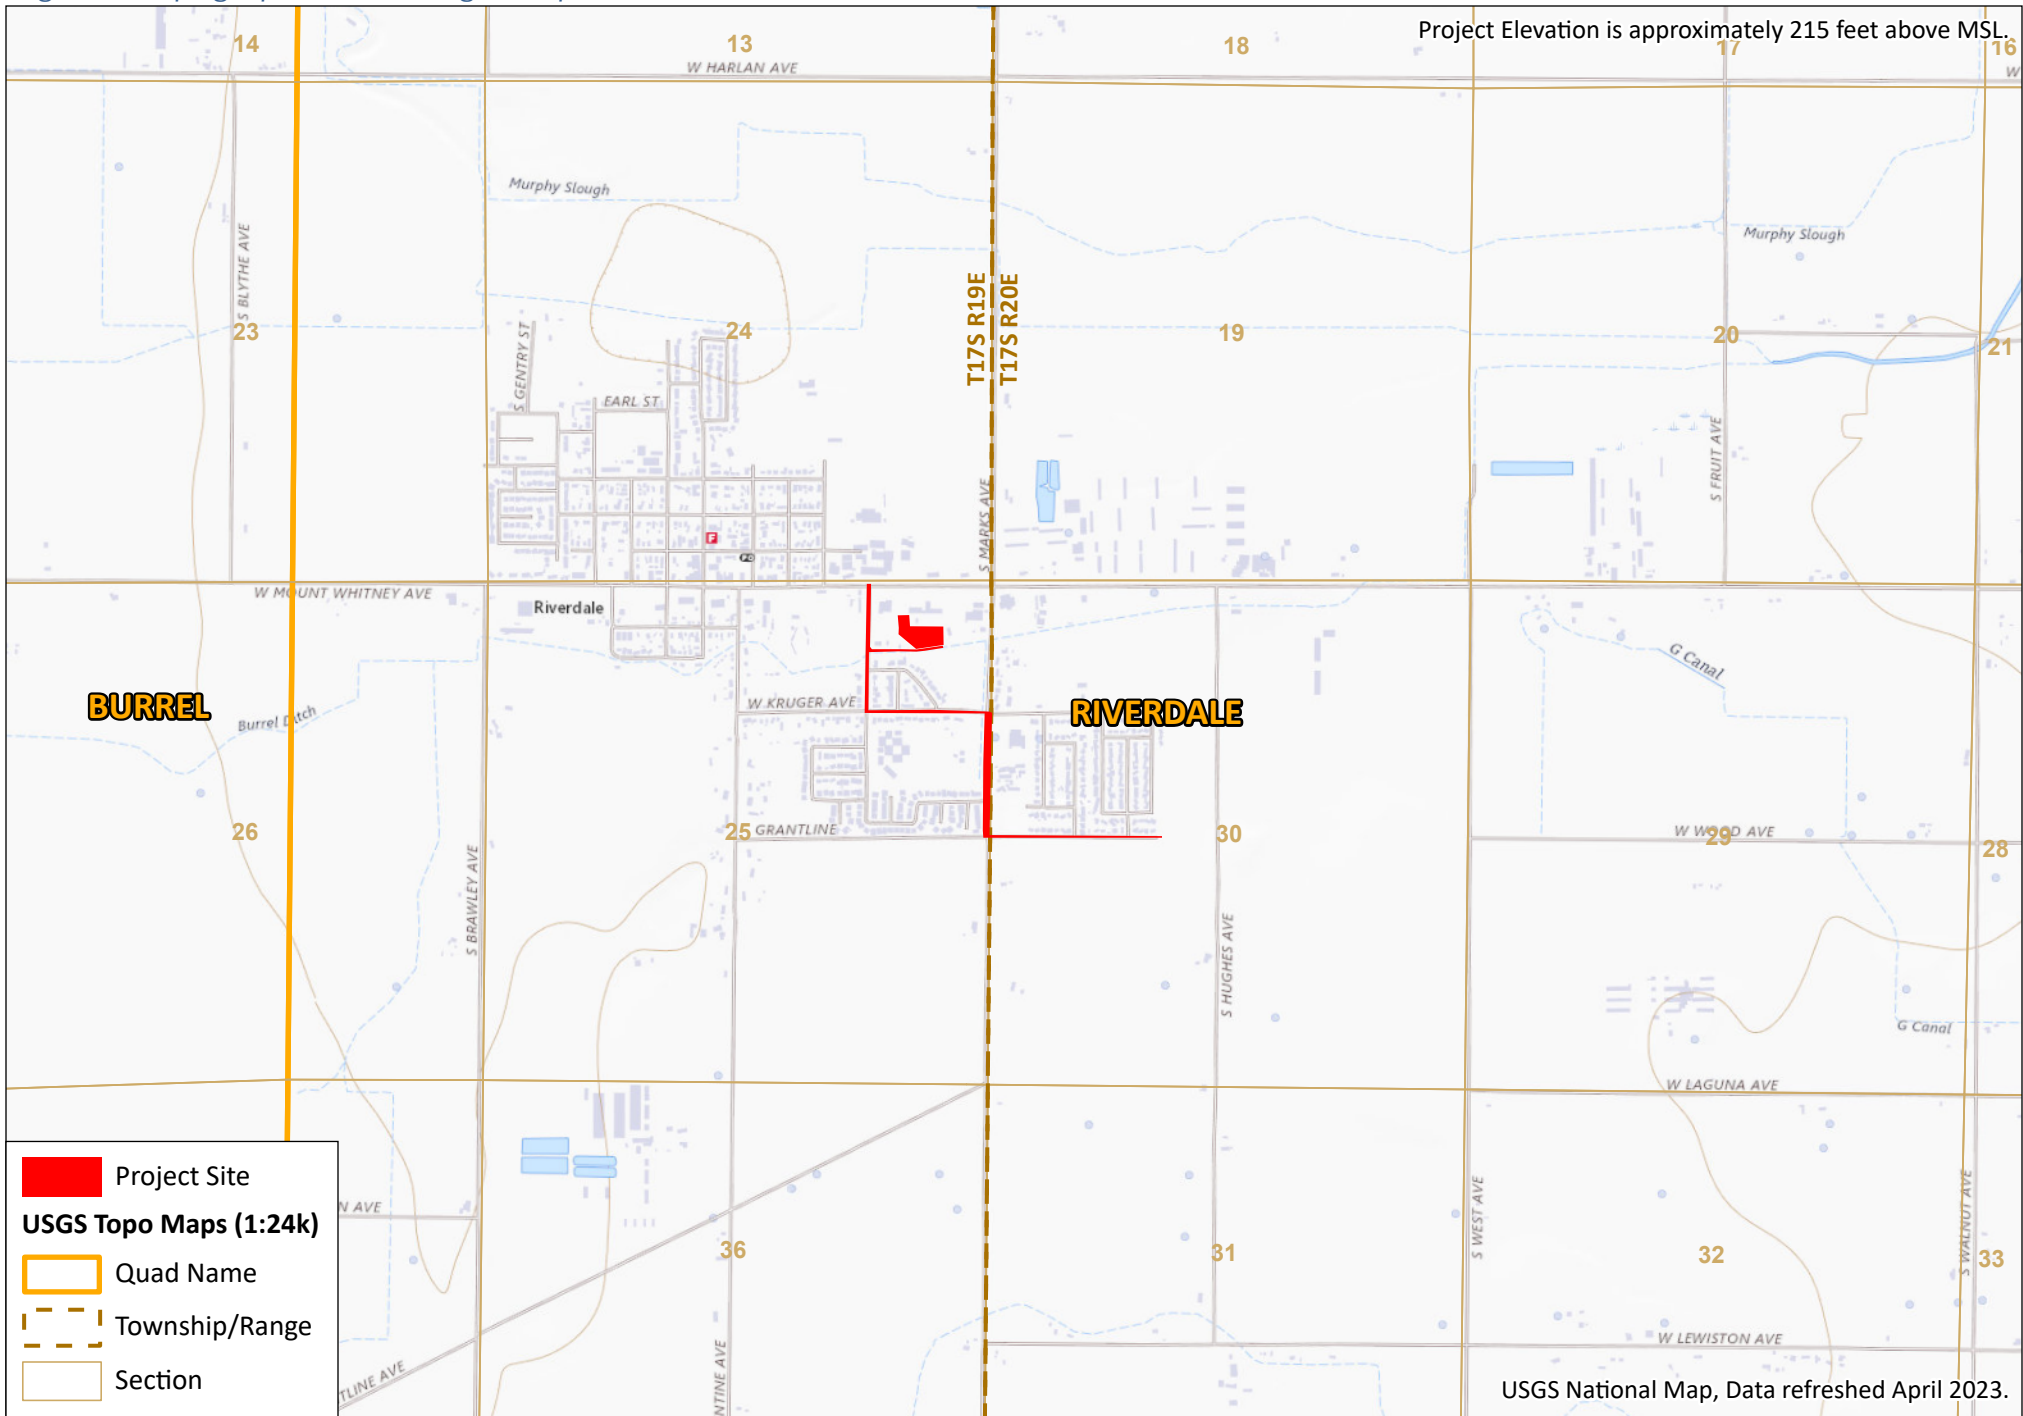 Project Elevation is approximately 215 feet above MSL.
14
13
18
17
16
W HARLAN AVE
W
Murphy Slough
Murphy Slough
S BLYTHE AVE
T17S R19E
T17S R20E
23
24
19
20
21
S GENTRY ST
EARL ST
S FRUIT AVE
S MARKS AVE
F
PO
W MOUNT WHITNEY AVE
Riverdale
G Canal
BURREL
Burrel Ditch
W KRUGER AVE
RIVERDALE
26
25
GRANTLINE
30
W WOOD AVE
29
28
S BRAWLEY AVE
S HUGHES AVE
G Canal
W LAGUNA AVE
Project Site
USGS Topo Maps (1:24k)
Quad Name
Township/Range
Section
N AVE
TLINE AVE
NTINE AVE
36
31
S WEST AVE
32
S WALNUT AVE
33
W LEWISTON AVE
USGS National Map, Data refreshed April 2023.